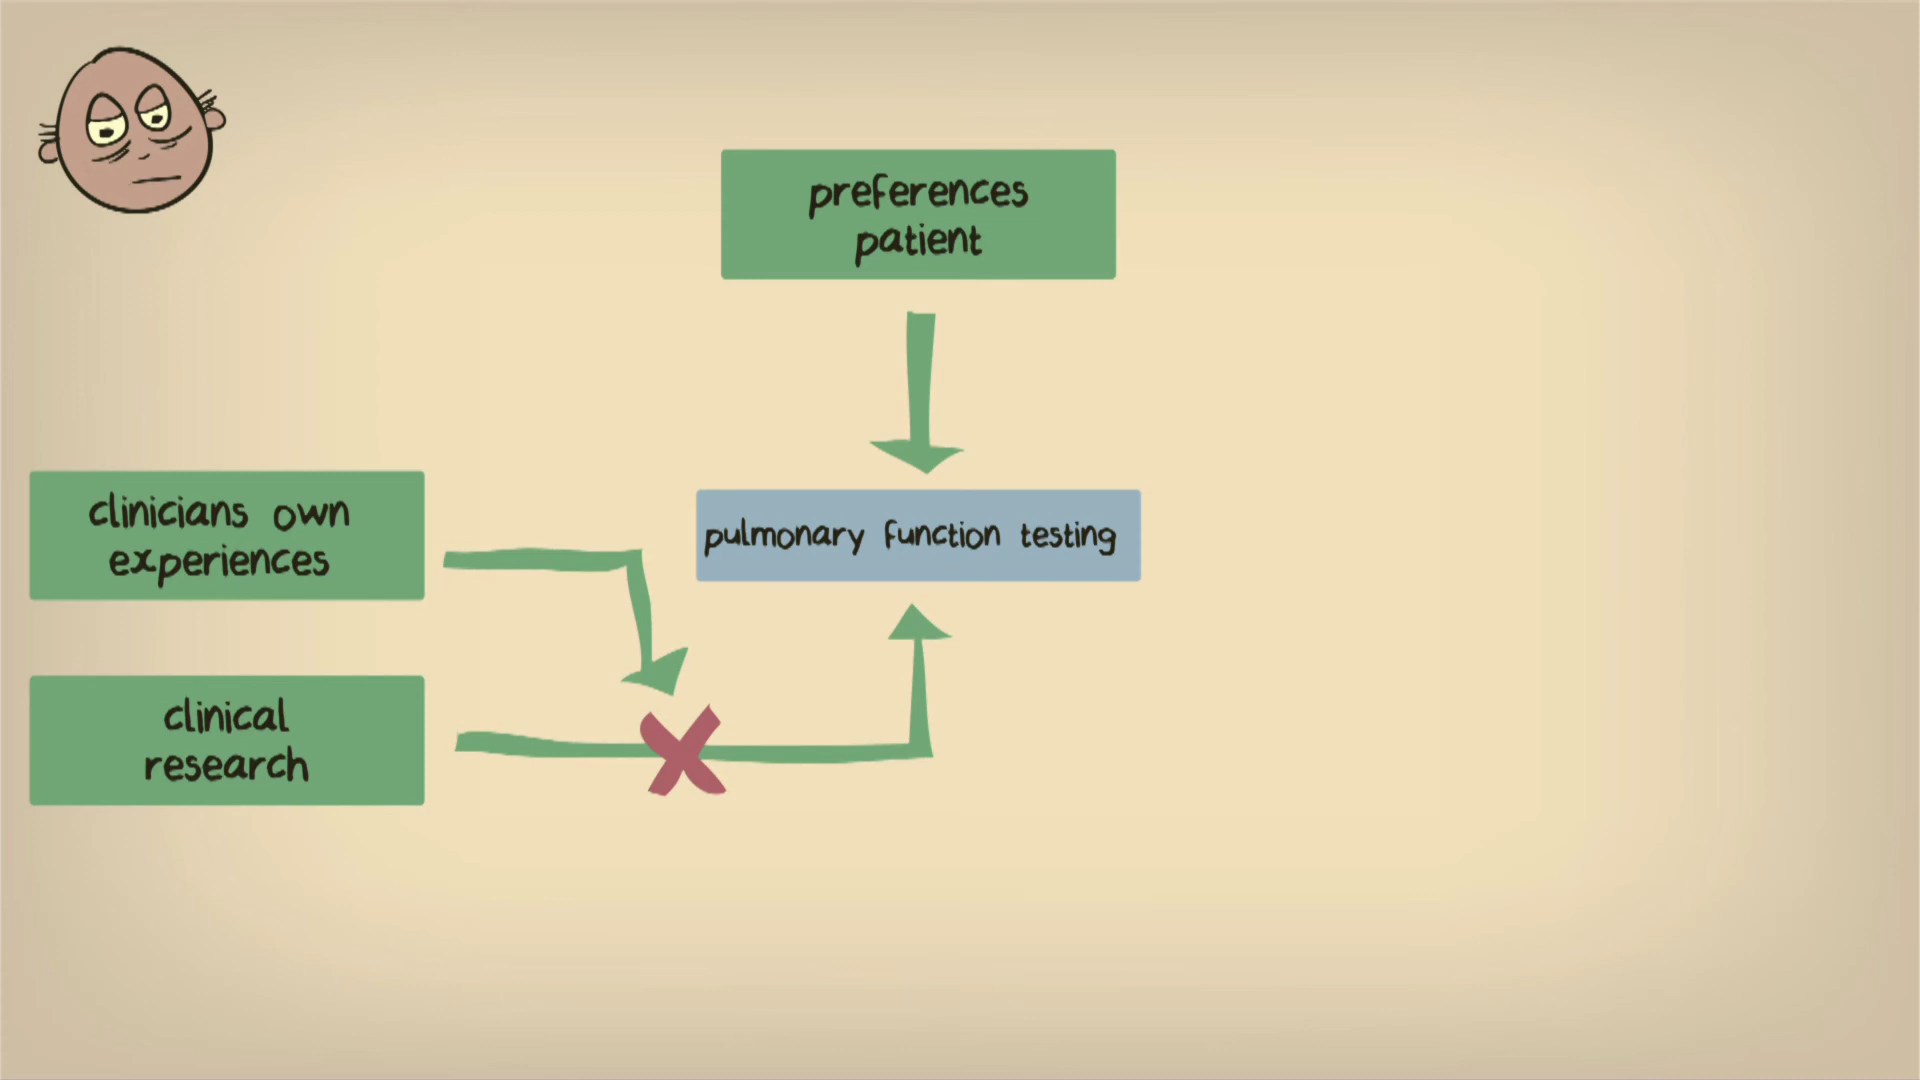 preferences
patient
clinicians own
experiences
pulmonary function testing
clinical
research